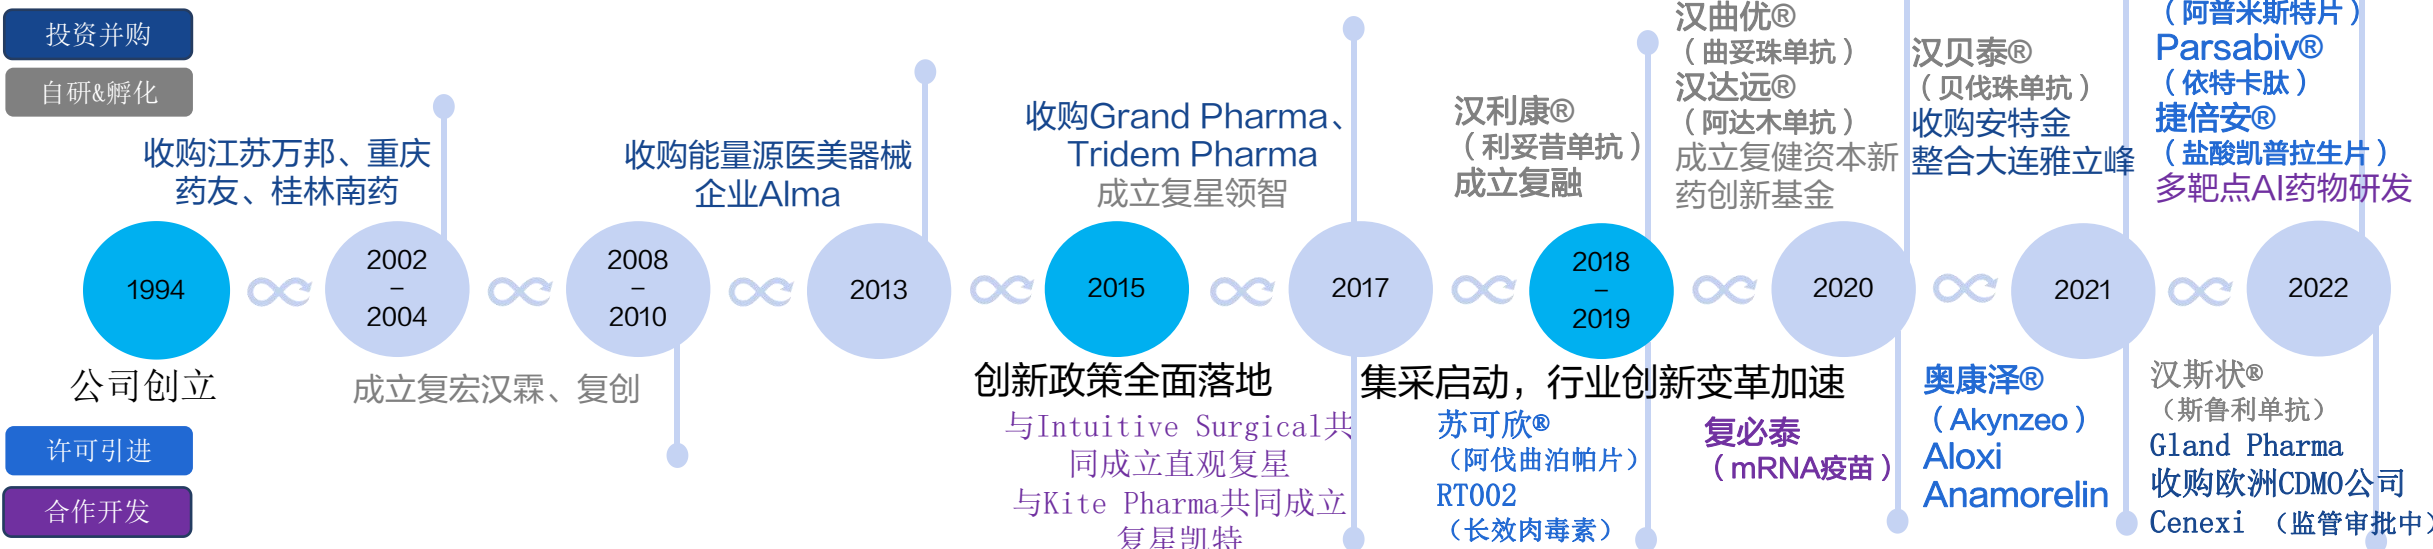 投资并购
自研&孵化
收购江苏万邦、重庆
药友、桂林南药
收购能量源医美器械
企业Alma
收购Grand Pharma、
Tridem Pharma
成立复星领智
汉利康®
（利妥昔单抗）
成立复融
汉曲优®
（曲妥珠单抗）
汉达远®
（阿达木单抗）
成立复健资本新
药创新基金
汉贝泰®
（贝伐珠单抗）
收购安特金
整合大连雅立峰
（阿普米斯特片）
Parsabiv®
（依特卡肽）
捷倍安®
（盐酸凯普拉生片）
多靶点AI药物研发
1994
2002
–
2004
2008
–
2010
2013
2015
2017
2018
–
2019
2020
2021
2022
公司创立
成立复宏汉霖、复创
创新政策全面落地
与Intuitive Surgical共
同成立直观复星
与Kite Pharma共同成立
复星凯特
集采启动，行业创新变革加速
苏可欣®
（阿伐曲泊帕片）
RT002
（长效肉毒素）
复必泰
（mRNA疫苗）
奥康泽®
（Akynzeo）
Aloxi
Anamorelin
汉斯状®
（斯鲁利单抗）
Gland Pharma
收购欧洲CDMO公司
Cenexi （监管审批中）
许可引进
合作开发